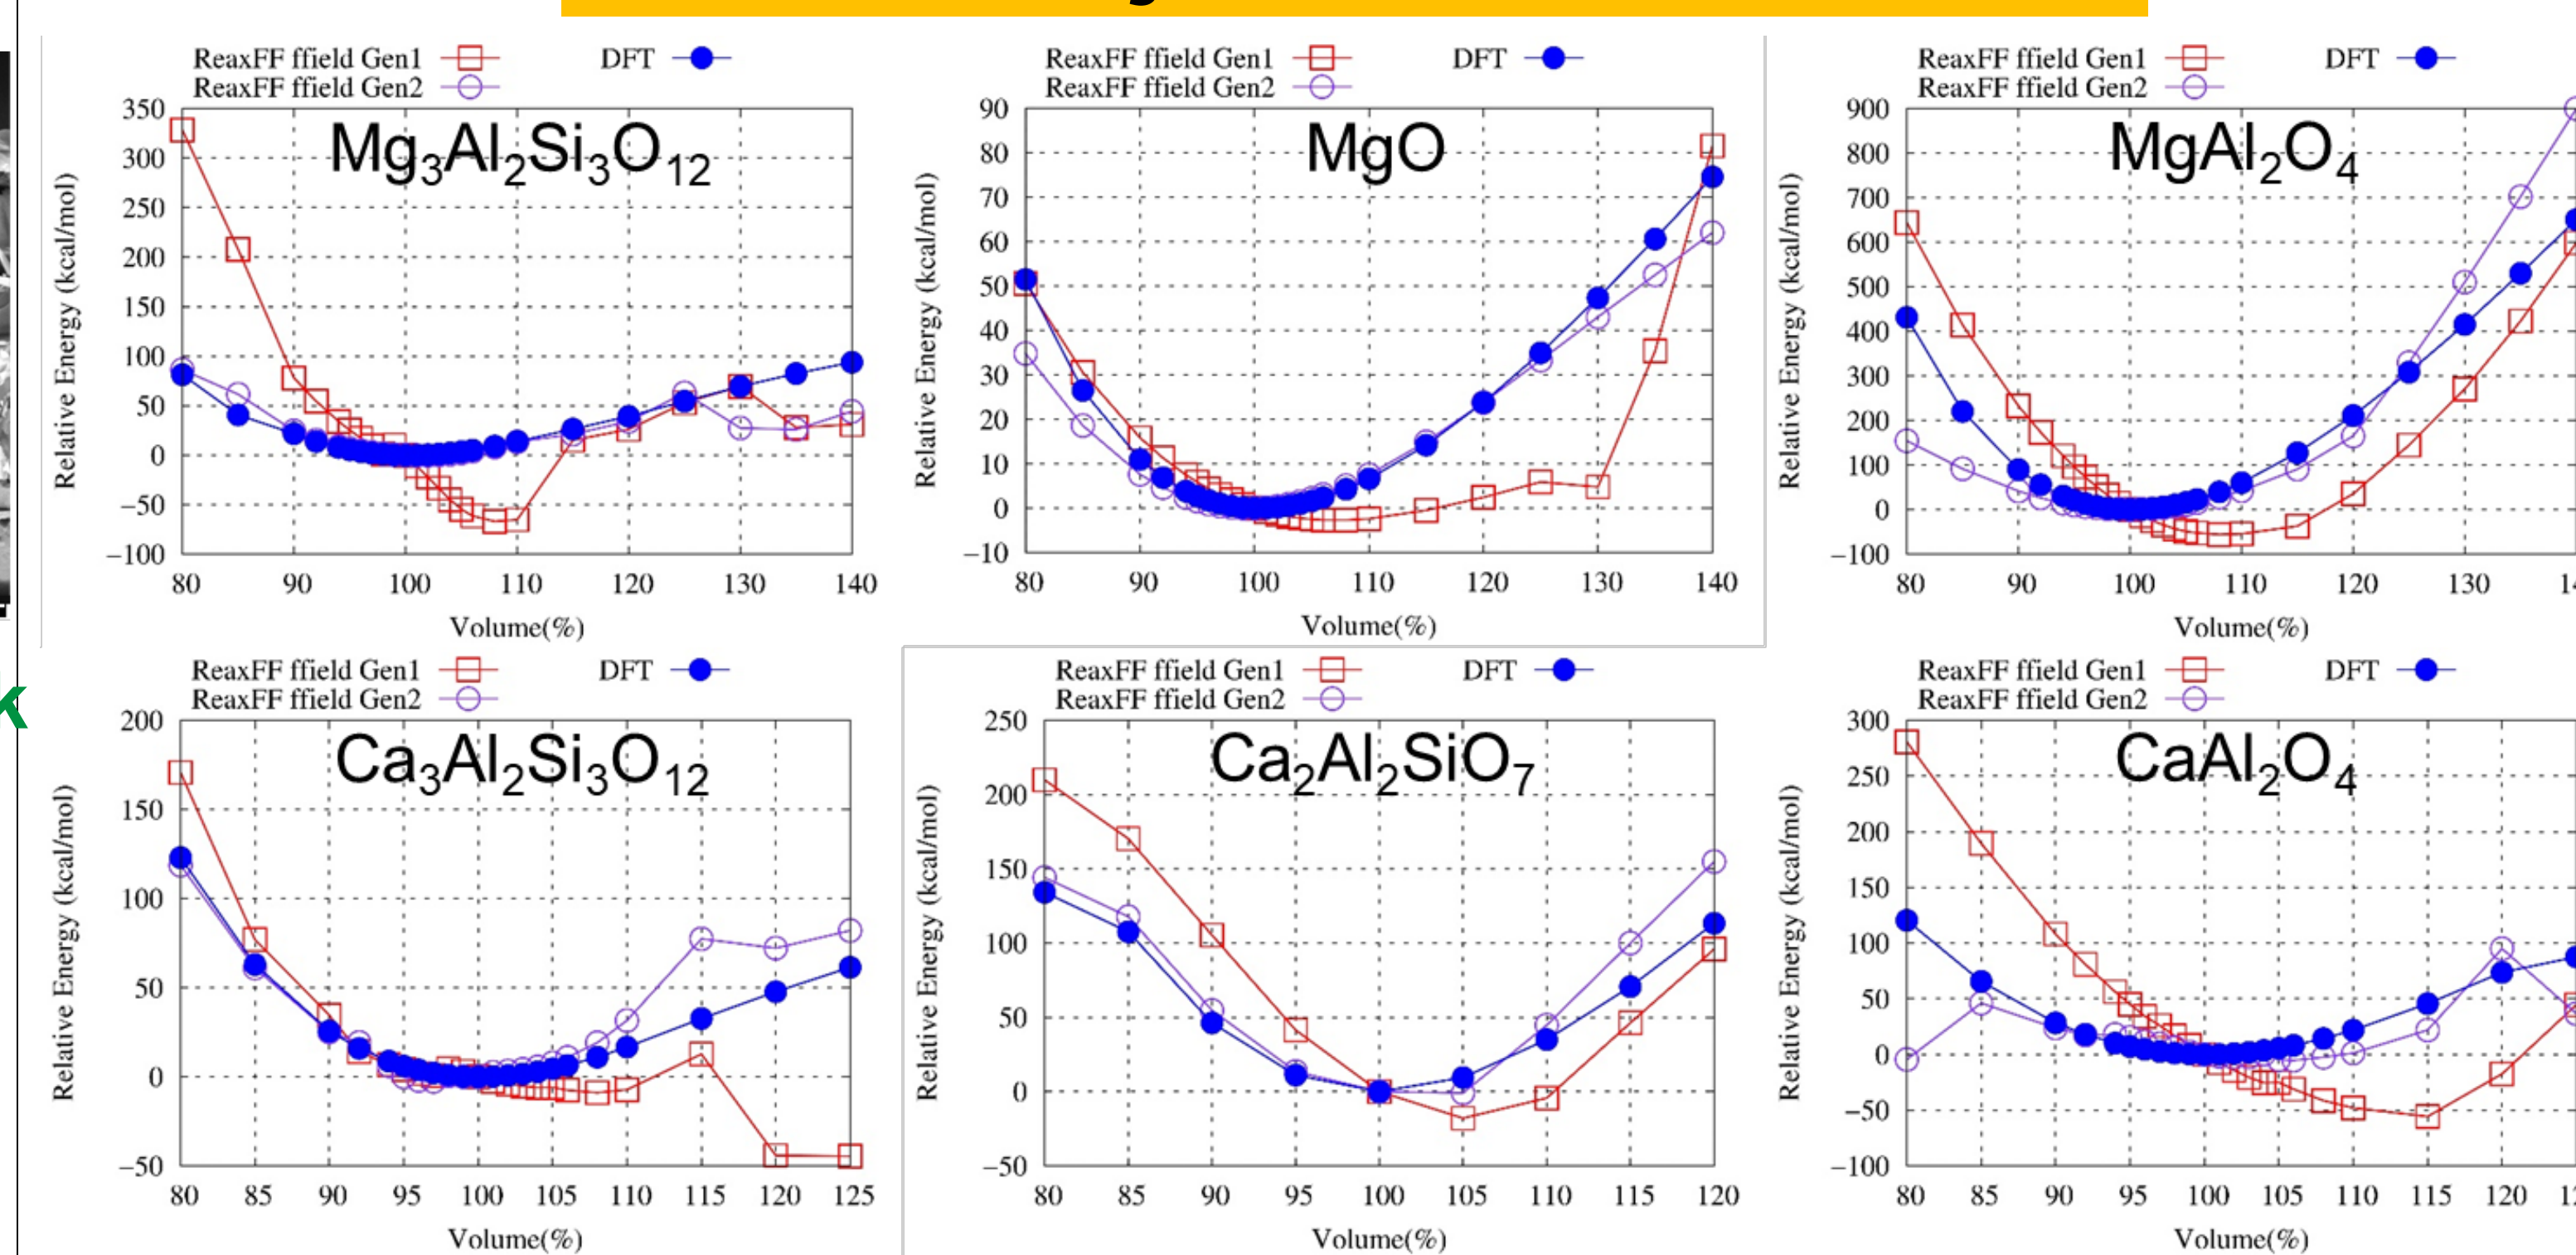 ReaxFF ffield Gen1
DFT
ReaxFF ffield Gen2
350
300
250
200
150
100
50
0
−50
−100
Mg3Al2Si3O12
Relative Energy (kcal/mol)
80 90 100 110 120 130 140
Volume(%)
ReaxFF ffield Gen1
DFT
ReaxFF ffield Gen2
90
80
70
60
50
40
30
20
10
0
−10
MgO
Relative Energy (kcal/mol)
80 90 100 110 120 130 140
Volume(%)
ReaxFF ffield Gen1
DFT
ReaxFF ffield Gen2
900
800
700
600
500
400
300
200
100
0
−100
MgAl2O4
Relative Energy (kcal/mol)
80 90 100 110 120 130
Volume(%)
k
ReaxFF ffield Gen1
DFT
ReaxFF ffield Gen2
200
150
100
50
0
−50
Ca3Al2Si3O12
Relative Energy (kcal/mol)
80 85 90 95 100 105 110 115 120 125
Volume(%)
ReaxFF ffield Gen1
DFT
ReaxFF ffield Gen2
250
200
150
100
50
0
−50
Ca2Al2SiO7
Relative Energy (kcal/mol)
80 85 90 95 100 105 110 115 120
Volume(%)
ReaxFF ffield Gen1
DFT
ReaxFF ffield Gen2
300
250
200
150
100
50
0
−50
−100
CaAl2O4
Relative Energy (kcal/mol)
80 85 90 95 100 105 110 115 120
Volume(%)